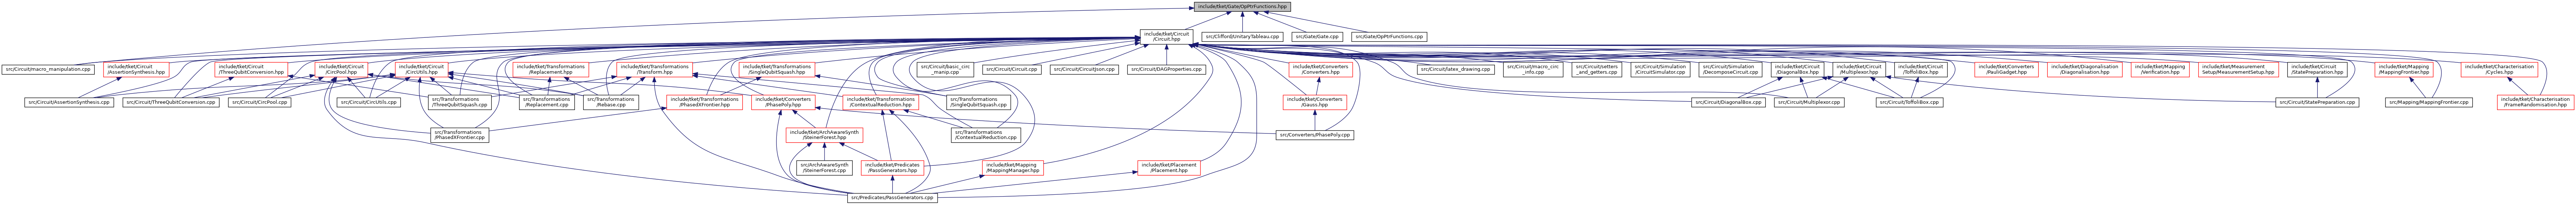 include/tket/Gate/OpPtrFunctions.hpp
include/tket/Circuit
/Circuit.hpp
src/Clifford/UnitaryTableau.cpp
src/Gate/Gate.cpp
src/Gate/OpPtrFunctions.cpp
src/Circuit/macro_manipulation.cpp
include/tket/Circuit
/AssertionSynthesis.hpp
include/tket/Circuit
/ThreeQubitConversion.hpp
include/tket/Circuit
/CircPool.hpp
include/tket/Circuit
/CircUtils.hpp
include/tket/Transformations
/Replacement.hpp
include/tket/Transformations
/Transform.hpp
include/tket/Transformations
/SingleQubitSquash.hpp
src/Circuit/basic_circ
_manip.cpp
src/Circuit/Circuit.cpp
src/Circuit/CircuitJson.cpp
src/Circuit/DAGProperties.cpp
include/tket/Converters
/Converters.hpp
src/Circuit/latex_drawing.cpp
src/Circuit/macro_circ
_info.cpp
src/Circuit/setters
_and_getters.cpp
src/Circuit/Simulation
/CircuitSimulator.cpp
src/Circuit/Simulation
/DecomposeCircuit.cpp
include/tket/Circuit
/DiagonalBox.hpp
include/tket/Circuit
/Multiplexor.hpp
include/tket/Circuit
/ToffoliBox.hpp
include/tket/Converters
/PauliGadget.hpp
include/tket/Diagonalisation
/Diagonalisation.hpp
include/tket/Mapping
/Verification.hpp
include/tket/Measurement
Setup/MeasurementSetup.hpp
include/tket/Circuit
/StatePreparation.hpp
include/tket/Mapping
/MappingFrontier.hpp
include/tket/Characterisation
/Cycles.hpp
src/Circuit/AssertionSynthesis.cpp
src/Circuit/ThreeQubitConversion.cpp
src/Circuit/CircPool.cpp
src/Circuit/CircUtils.cpp
src/Transformations
/ThreeQubitSquash.cpp
src/Transformations
/Replacement.cpp
src/Transformations
/Rebase.cpp
include/tket/Transformations
/PhasedXFrontier.hpp
include/tket/Converters
/PhasePoly.hpp
include/tket/Transformations
/ContextualReduction.hpp
src/Transformations
/SingleQubitSquash.cpp
include/tket/Converters
/Gauss.hpp
src/Circuit/DiagonalBox.cpp
src/Circuit/Multiplexor.cpp
src/Circuit/ToffoliBox.cpp
src/Circuit/StatePreparation.cpp
src/Mapping/MappingFrontier.cpp
include/tket/Characterisation
/FrameRandomisation.hpp
src/Transformations
/PhasedXFrontier.cpp
include/tket/ArchAwareSynth
/SteinerForest.hpp
src/Transformations
/ContextualReduction.cpp
src/Converters/PhasePoly.cpp
src/ArchAwareSynth
/SteinerForest.cpp
include/tket/Predicates
/PassGenerators.hpp
include/tket/Mapping
/MappingManager.hpp
include/tket/Placement
/Placement.hpp
src/Predicates/PassGenerators.cpp